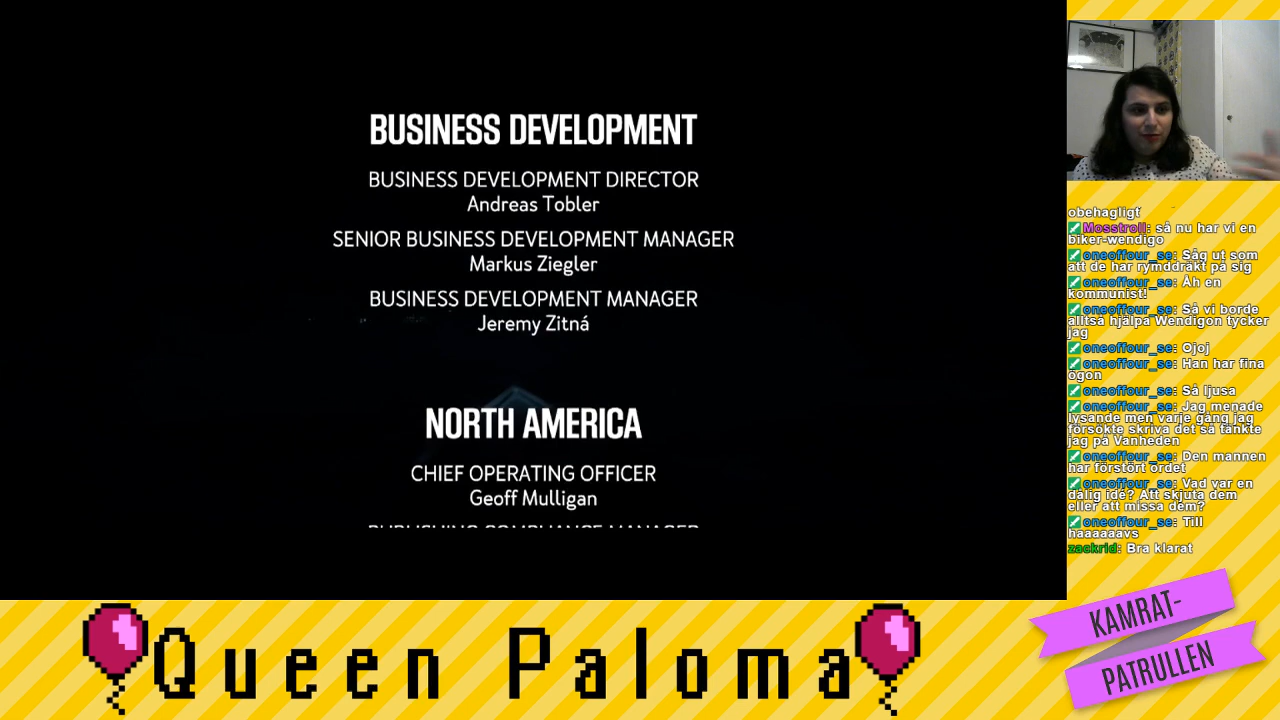 BUSINESS DEVELOPMENT
BUSINESS DEVELOPMENT DIRECTOR
Andreas Tobler
SENIOR BUSINESS DEVELOPMENT MANAGER
Markus Ziegler
BUSINESS DEVELOPMENT MANAGER
Jeremy Zitná
NORTH AMERICA
CHIEF OPERATING OFFICER
Geoff Mulligan
PUBLISHING COMPLIANCE MANAGER
obehagligt
Mosstroll: så nu har vi en
biker-wendigo
oneoffour_se: Såg ut som
att de har rymddräkt på sig
oneoffour_se: Åh en
kommunist!
oneoffour_se: Så vi borde
alltså hjälpa Wendigon tycker
jag
oneoffour_se: Ojoj
oneoffour_se: Han har fina
ögon
oneoffour_se: Så ljusa
oneoffour_se: Jag menade
lysande men varje gång jag
försökte skriva det så tänkte
jag på Vanheden
oneoffour_se: Den mannen
har förstört ordet
oneoffour_se: Vad var en
dålig idé? Att skjuta dem
eller att missa dem?
oneoffour_se: Till
haaaaaavs
zackrid: Bra klarat
Queen Paloma
KAMRAT-
PATRULLEN